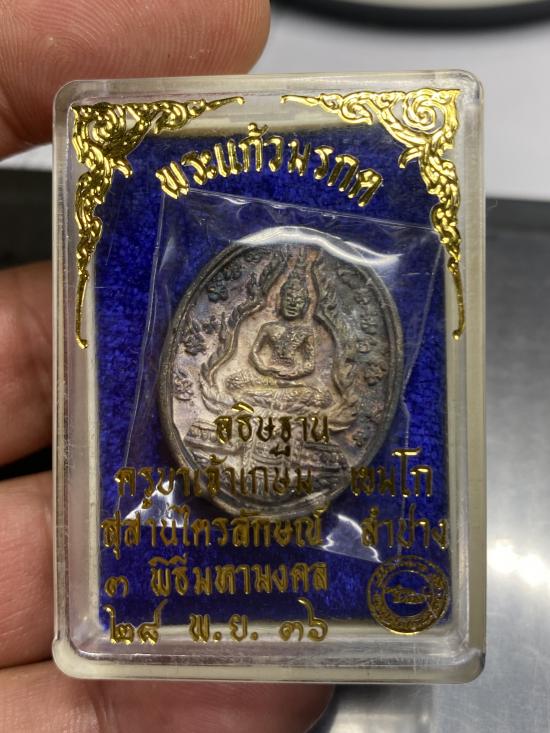 พระแก้วมรกต
อธิษฐาน
ครูบาเจ้าเกษม เขมโก
สุสานไตรลักษณ์ ลำปาง
๓ พิธีมหามงคล
๒๘ พ.ย. ๓๖